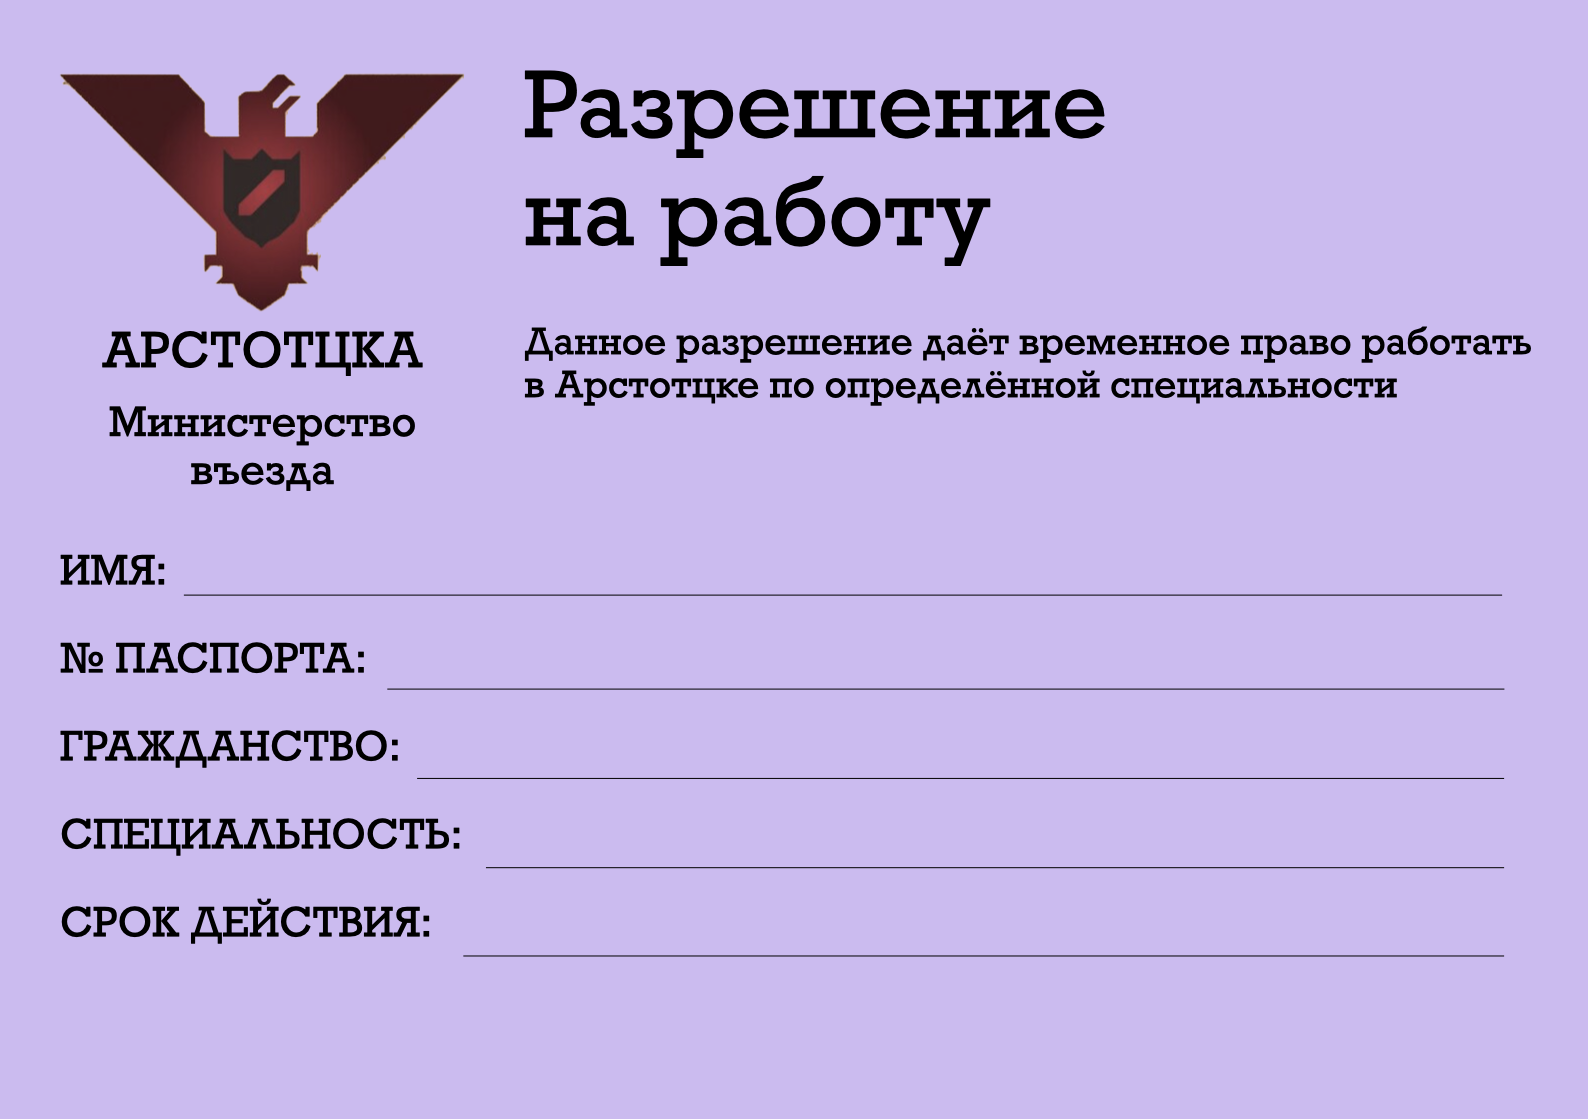 Разрешение
на работу
АРСТОТЦКА
Министерство
въезда
Данное разрешение даёт временное право работать
в Арстотцке по определённой специальности
ИМЯ:
№ ПАСПОРТА:
ГРАЖДАНСТВО:
СПЕЦИАЛЬНОСТЬ:
СРОК ДЕЙСТВИЯ: